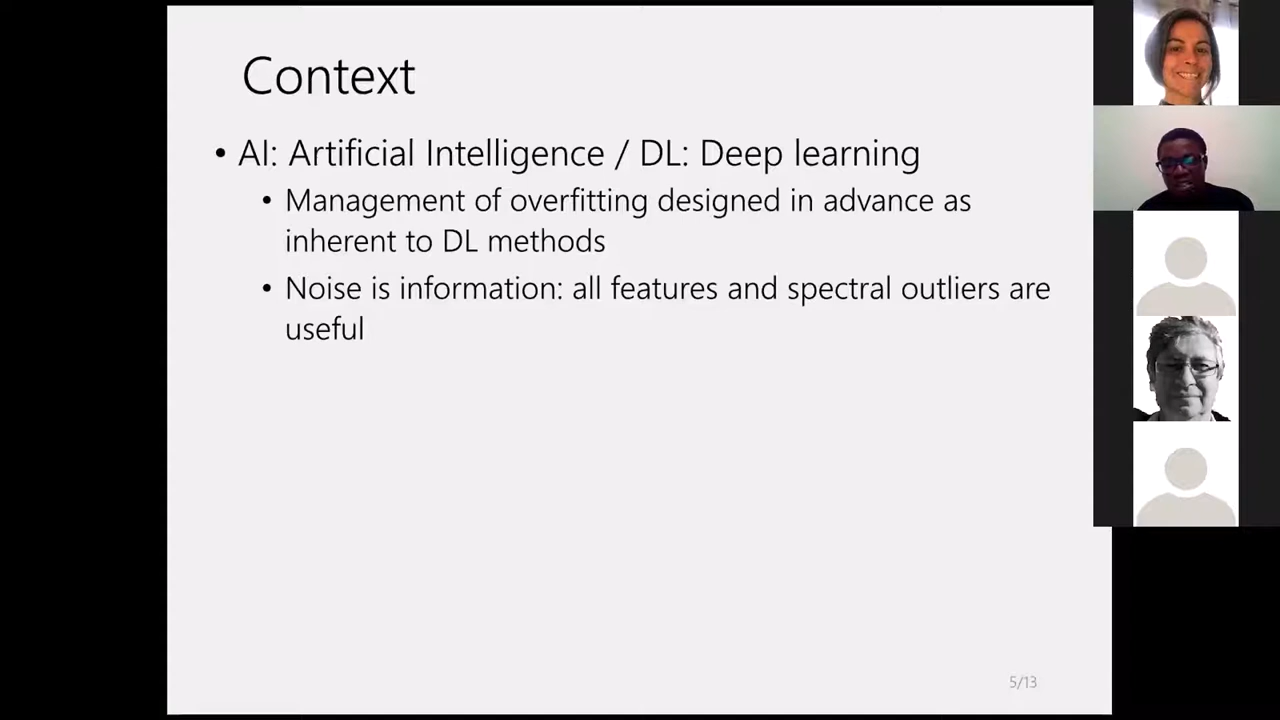 Context
• AI: Artificial Intelligence / DL: Deep learning
• Management of overfitting designed in advance as
inherent to DL methods
• Noise is information: all features and spectral outliers are
useful
5/13